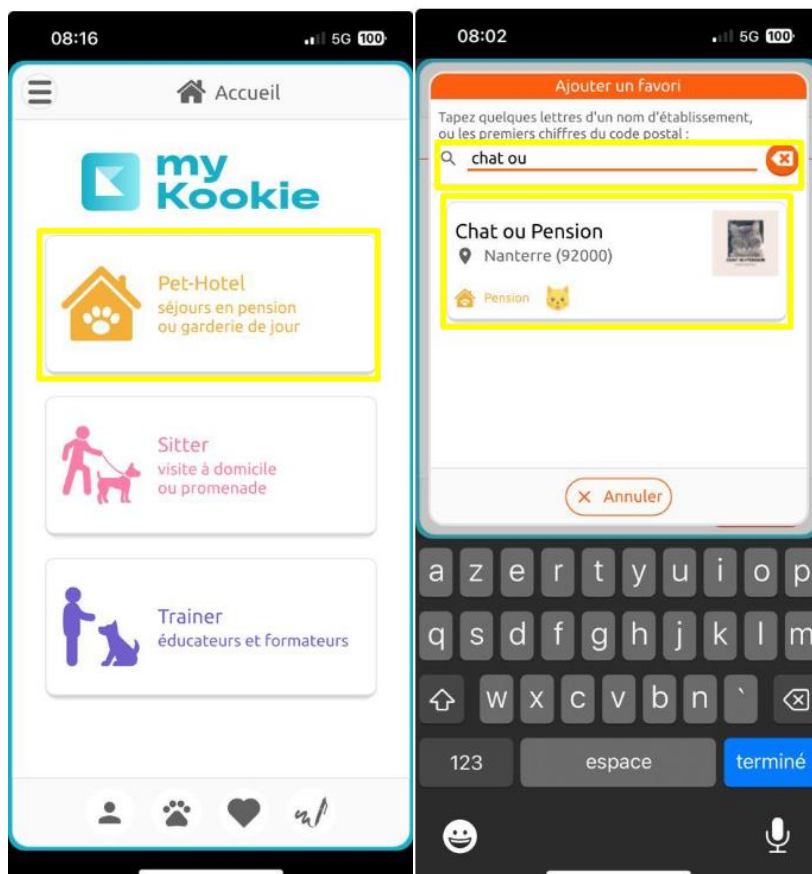 08:16
5G 100
Accueil
my
Kookie
Pet-Hotel
séjours en pension
ou garderie de jour
Sitter
visite à domicile
ou promenade
Trainer
éducateurs et formateurs
08:02
5G 100
Ajouter un favori
Tapez quelques lettres d'un nom d'établissement,
ou les premiers chiffres du code postal :
chat ou
Chat ou Pension
Nanterre (92000)
Pension
Annuler
a z e r t y u i o p
q s d f g h j k l m
w x c v b n `
123 espace terminé